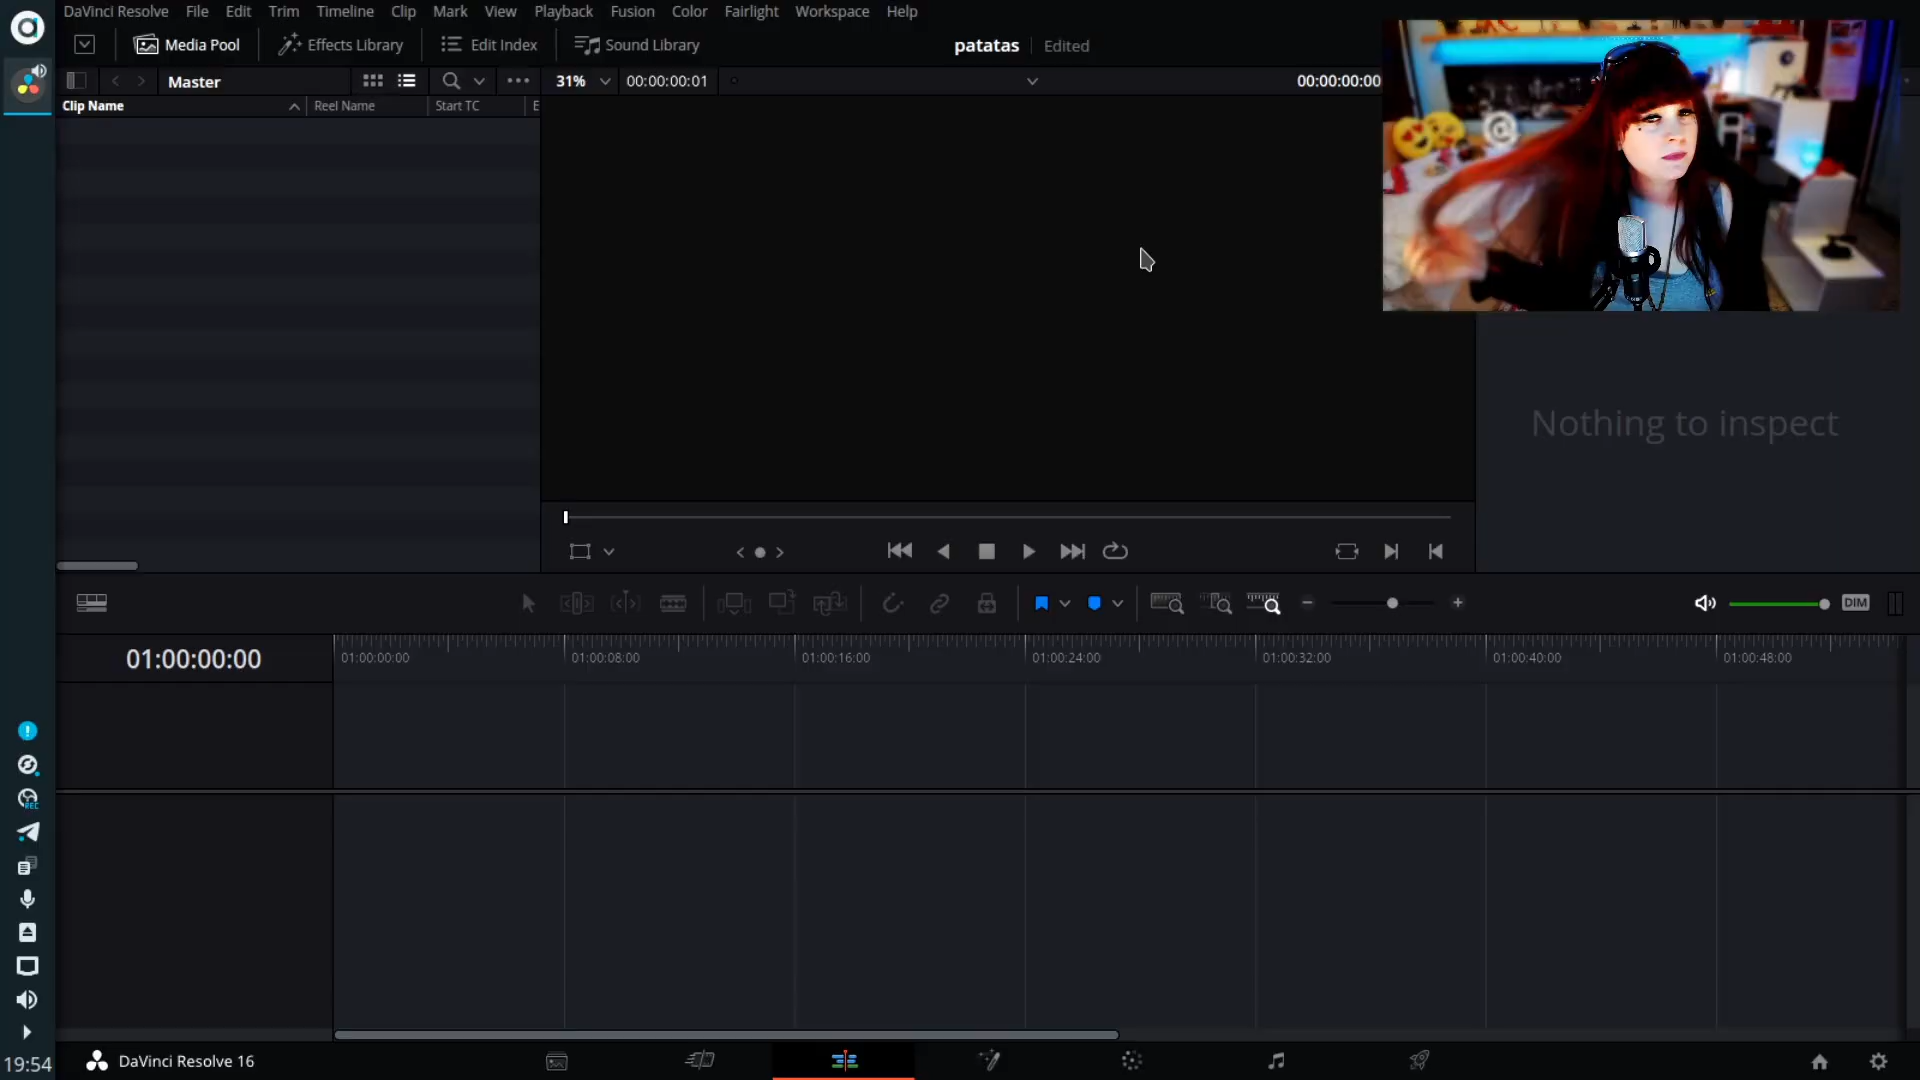 DaVinci Resolve File Edit Trim Timeline Clip Mark View Playback Fusion Color Fairlight Workspace Help
Media Pool Effects Library Edit Index Sound Library patatas Edited
Master 31% 00:00:00:01 00:00:00:00
Clip Name Reel Name Start TC E
Nothing to inspect
DIM
01:00:00:00 01:00:00:00 01:00:08:00 01:00:16:00 01:00:24:00 01:00:32:00 01:00:40:00 01:00:48:00
REC
19:54 DaVinci Resolve 16